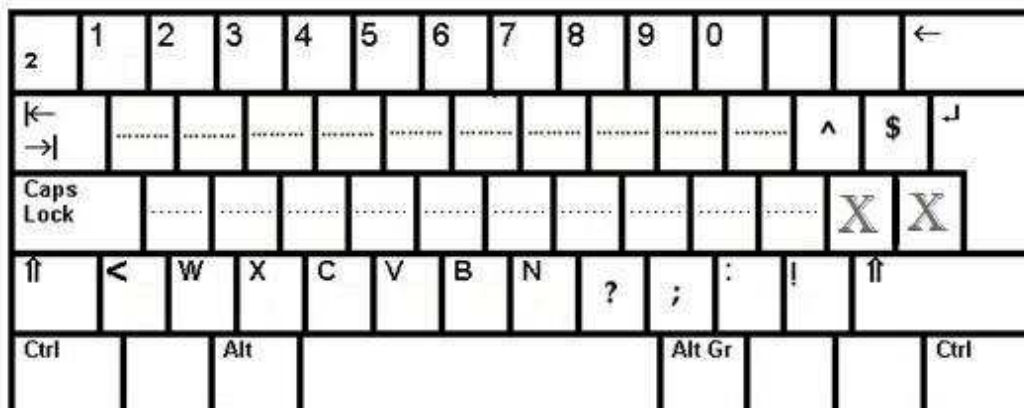 ² 1 2 3 4 5 6 7 8 9 0 ←
|← →| ......... ......... ......... ......... ......... ......... ......... ......... ......... ......... ^ $ ↵
Caps Lock ......... ......... ......... ......... ......... ......... ......... ......... ......... ......... X X
⇑ < W X C V B N ? ; : ! ⇑
Ctrl Alt Alt Gr Ctrl